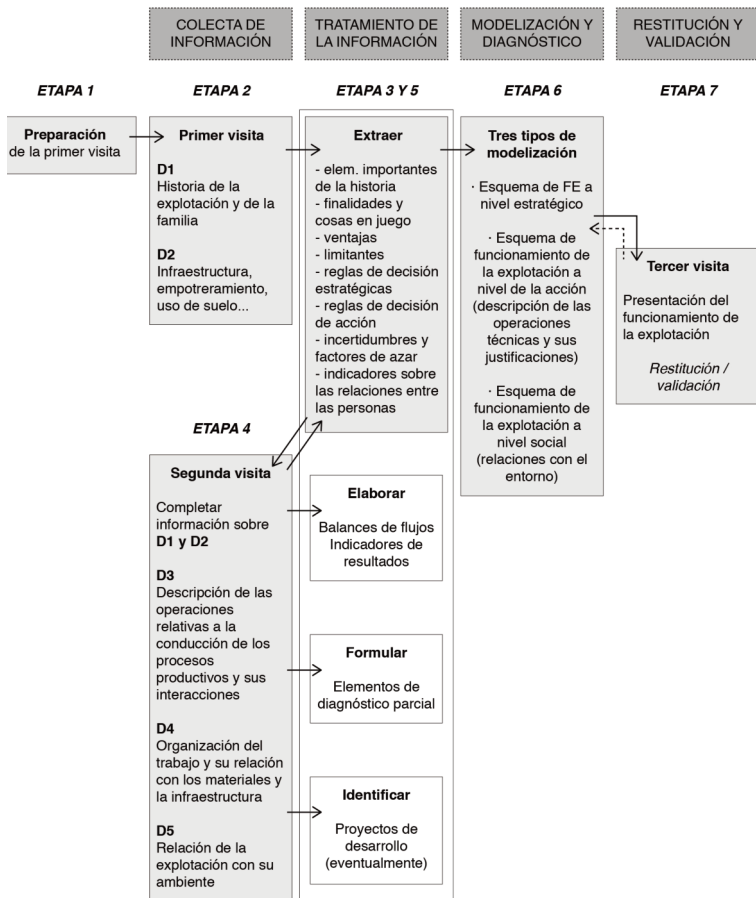 COLECTA DE
INFORMACIÓN
TRATAMIENTO DE
LA INFORMACIÓN
MODELIZACIÓN Y
DIAGNÓSTICO
RESTITUCIÓN Y
VALIDACIÓN
ETAPA 1
ETAPA 2
ETAPA 3 Y 5
ETAPA 6
ETAPA 7
Preparación
de la primer visita
Primer visita
D1
Historia de la
explotación y de la
familia
D2
Infraestructura,
empotreramiento,
uso de suelo...
Extraer
- elem. importantes
de la historia
- finalidades y
cosas en juego
- ventajas
- limitantes
- reglas de decisión
estratégicas
- reglas de decisión
de acción
- incertidumbres y
factores de azar
- indicadores sobre
las relaciones entre
las personas
Tres tipos de
modelización
· Esquema de FE a
nivel estratégico
· Esquema de
funcionamiento de
la explotación a
nivel de la acción
(descripción de las
operaciones
técnicas y sus
justificaciones)
· Esquema de
funcionamiento de
la explotación a
nivel social
(relaciones con el
entorno)
Tercer visita
Presentación del
funcionamiento de
la explotación
Restitución /
validación
ETAPA 4
Segunda visita
Completar
información sobre
D1 y D2
D3
Descripción de las
operaciones
relativas a la
conducción de los
procesos
productivos y sus
interacciones
D4
Organización del
trabajo y su relación
con los materiales y
la infraestructura
D5
Relación de la
explotación con su
ambiente
Elaborar
Balances de flujos
Indicadores de
resultados
Formular
Elementos de
diagnóstico parcial
Identificar
Proyectos de
desarrollo
(eventualmente)